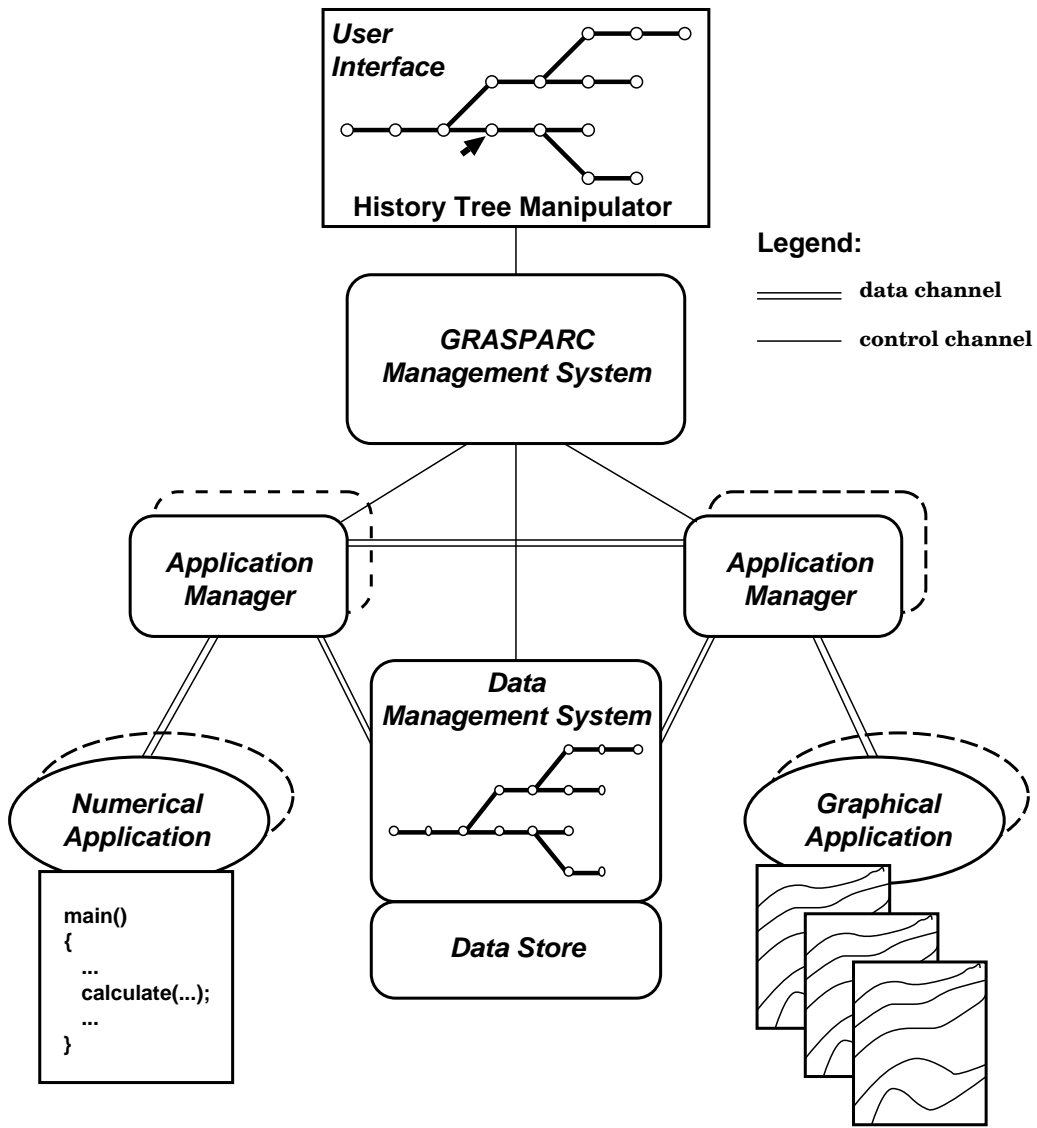 User
Interface
History Tree Manipulator
Legend:
data channel
control channel
GRASPARC
Management System
Application
Manager
Application
Manager
Data
Management System
Numerical
Application
Graphical
Application
main()
{
...
calculate(...);
...
}
Data Store